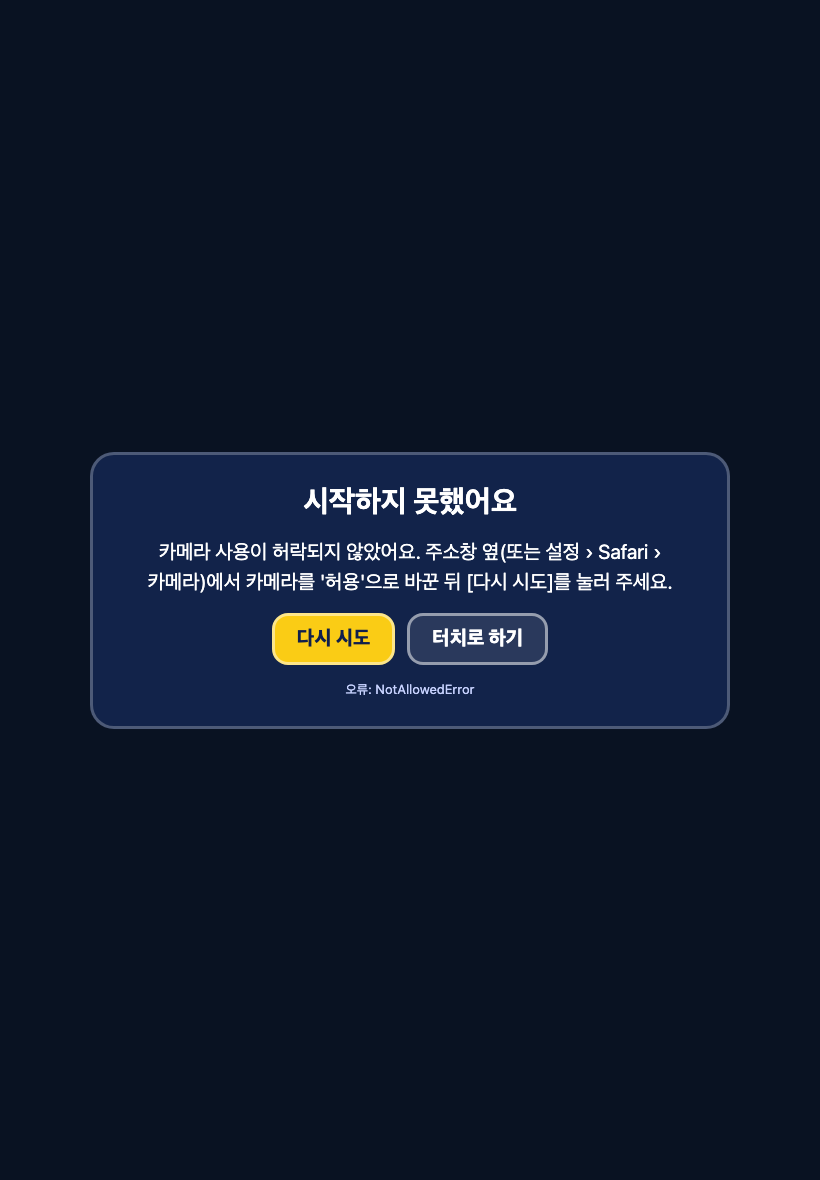 시작하지 못했어요
카메라 사용이 허락되지 않았어요. 주소창 옆(또는 설정 › Safari ›
카메라)에서 카메라를 '허용'으로 바꾼 뒤 [다시 시도]를 눌러 주세요.
다시 시도 터치로 하기
오류: NotAllowedError